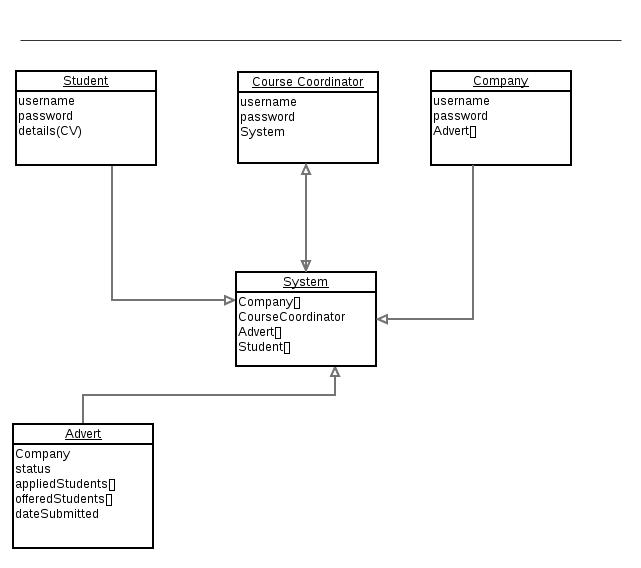 Student
username
password
details(CV)
Course Coordinator
username
password
System
Company
username
password
Advert[]
System
Company[]
CourseCoordinator
Advert[]
Student[]
Advert
Company
status
appliedStudents[]
offeredStudents[]
dateSubmitted